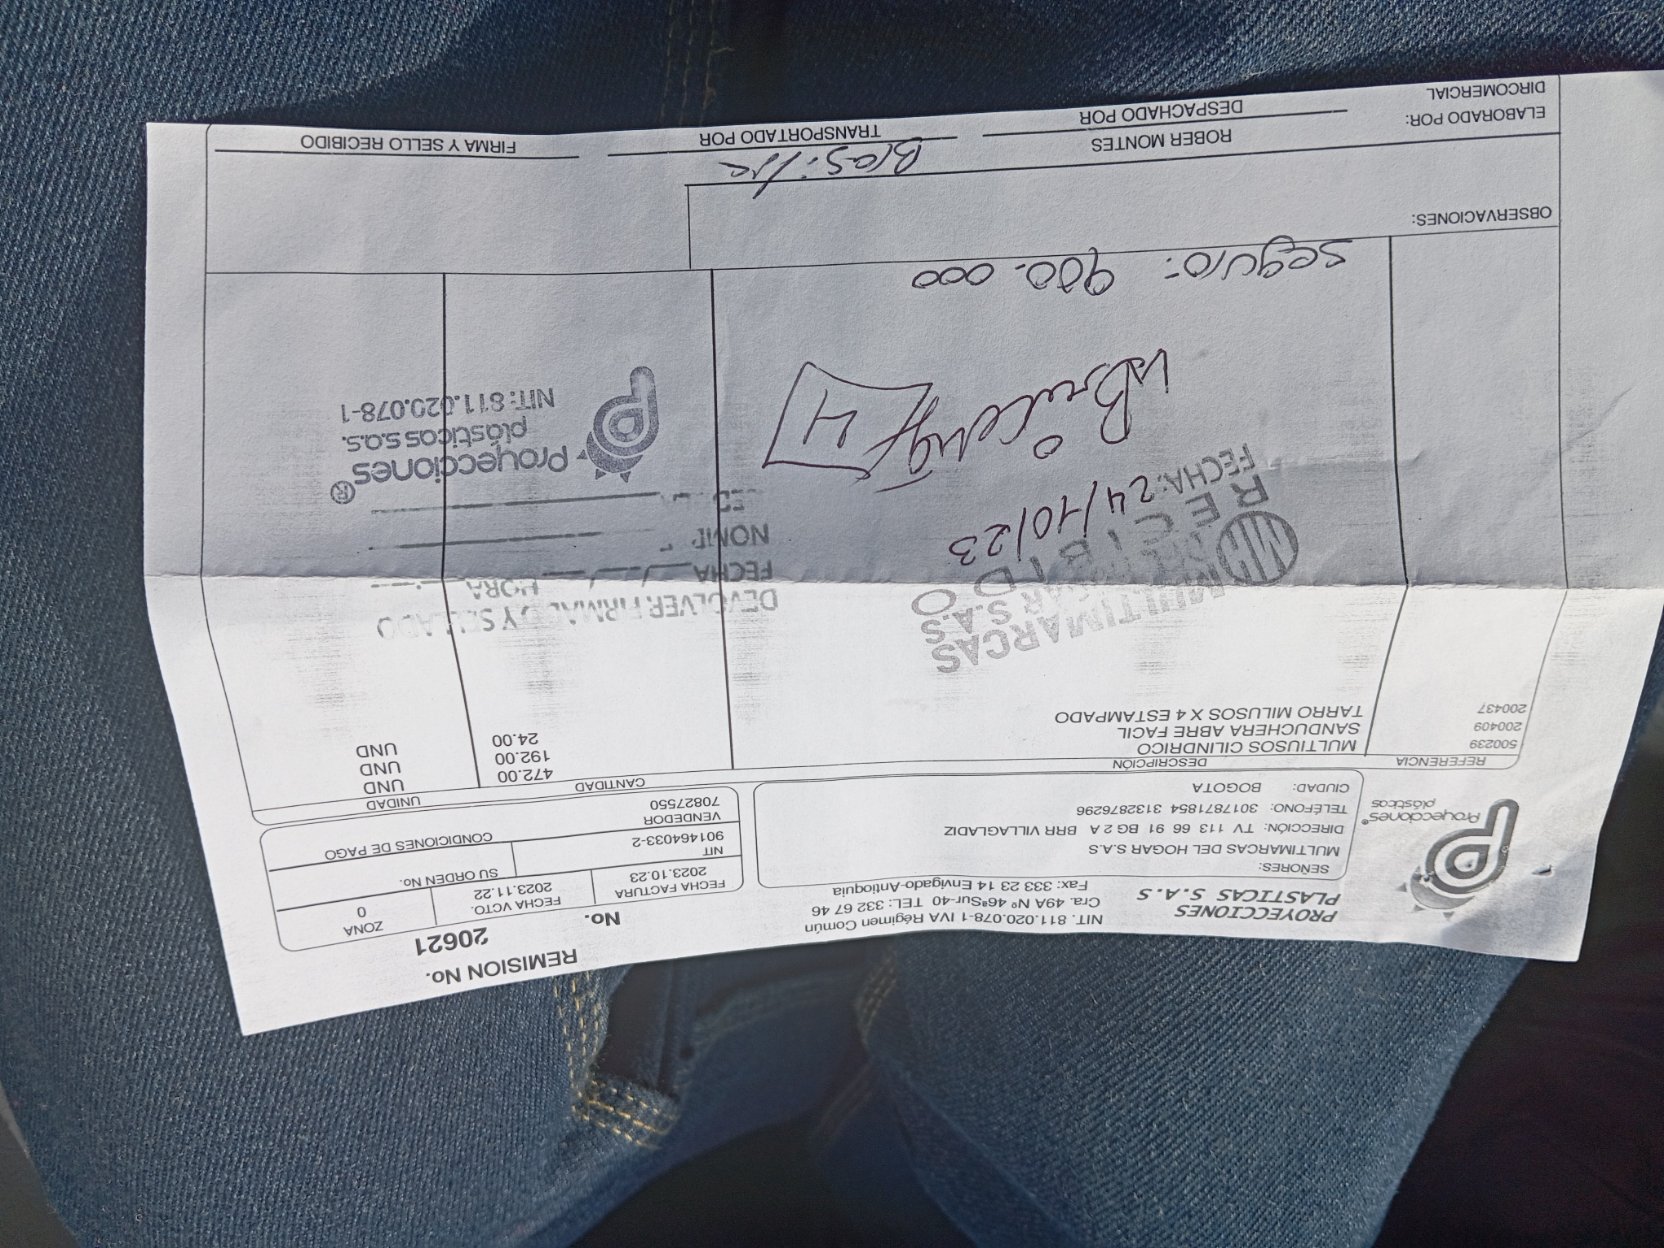 REMISION No.
No. 20621
PROYECCIONES
PLASTICAS S.A.S
NIT. 811.020.078-1 IVA Régimen Común
Cra. 49A Nº 46ªSur-40 TEL.: 332 67 46
Fax: 333 23 14 Envigado-Antioquia
Proyecciones®
plásticas
SEÑORES:
MULTIMARCAS DEL HOGAR S.A.S
DIRECCIÓN: TV 113 66 91 BG 2 A BRR VILLAGLADIZ
TELÉFONO: 3017871854 3132876296
CIUDAD: BOGOTA
FECHA FACTURA
2023.10.23
FECHA VCTO.
2023.11.22
ZONA
0
NIT
901464033-2
SU ORDEN No.
VENDEDOR
70827550
CONDICIONES DE PAGO
REFERENCIA DESCRIPCIÓN CANTIDAD UNIDAD
500239 MULTIUSOS CILINDRICO 472.00 UND
200409 SANDUCHERA ABRE FACIL 192.00 UND
200437 TARRO MILUSOS X 4 ESTAMPADO 24.00 UND
MULTIMARCAS
S.A.S
RECIBIDO
FECHA: 24/10/23
4
seguro: 900.000
DEVOLVER FIRMADO Y SELLADO
FECHA HORA
Proyecciones®
plásticas s.a.s.
NIT: 811.020.078-1
OBSERVACIONES:
ELABORADO POR:
DIRCOMERCIAL
ROBER MONTES
DESPACHADO POR
TRANSPORTADO POR
FIRMA Y SELLO RECIBIDO